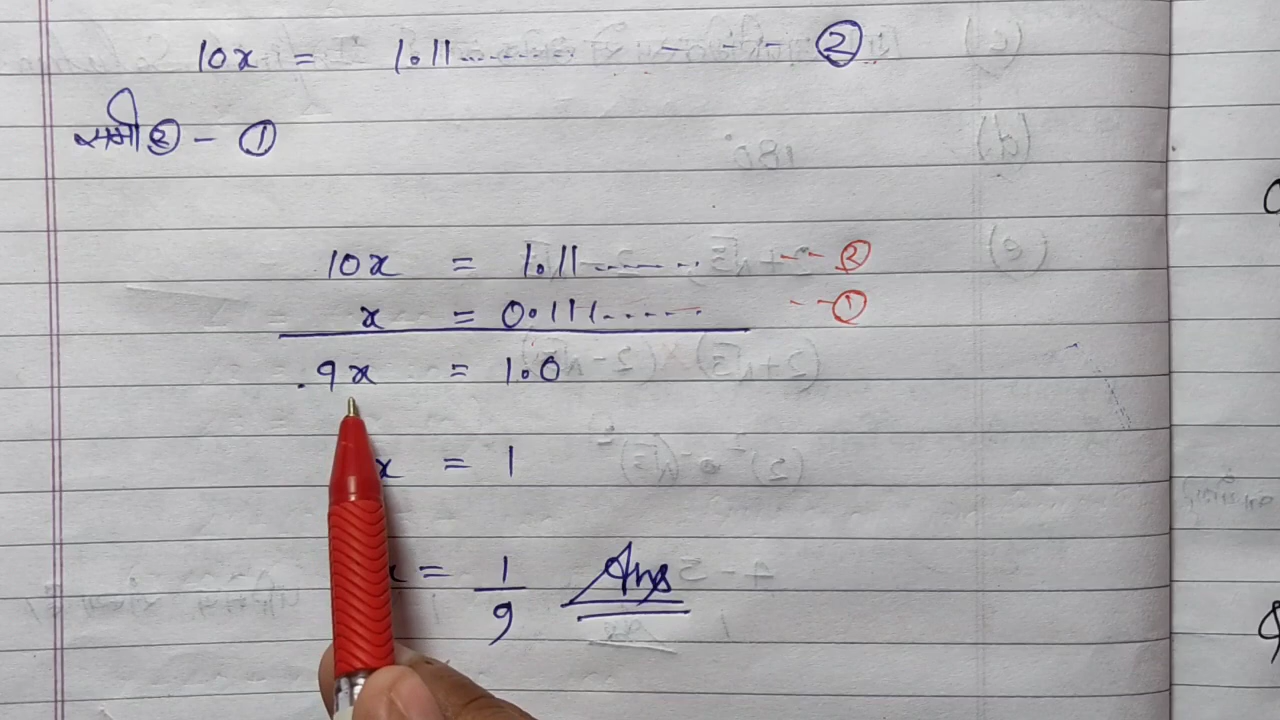 10x = 1.11........... - - - ②
समी ② - ①
10x = 1.11........ --- ②
x = 0.111...... --- ①
.9x = 1.0
x = 1
x = 1/9 Ans